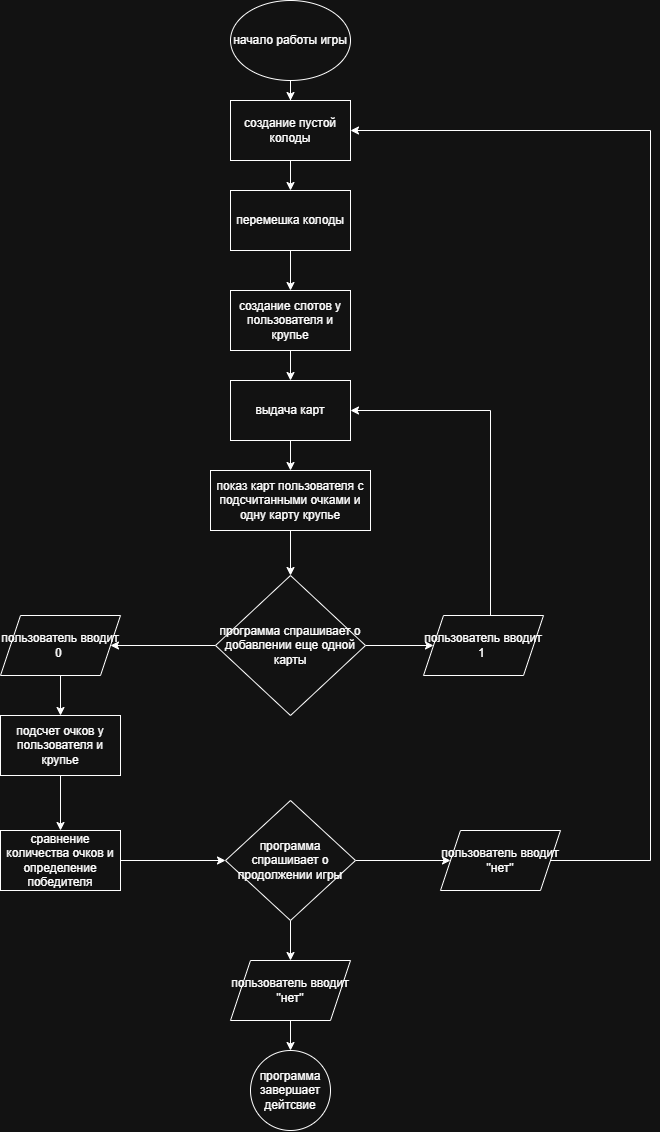 начало работы игры
создание пустой
колоды
перемешка колоды
создание слотов у
пользователя и
крупье
выдача карт
показ карт пользователя с
подсчитанными очками и
одну карту крупье
программа спрашивает о
добавлении еще одной
карты
пользователь вводит
0
пользователь вводит
1
подсчет очков у
пользователя и
крупье
сравнение
количества очков и
определение
победителя
программа
спрашивает о
продолжении игры
пользователь вводит
"нет"
пользователь вводит
"нет"
программа
завершает
дейтсвие